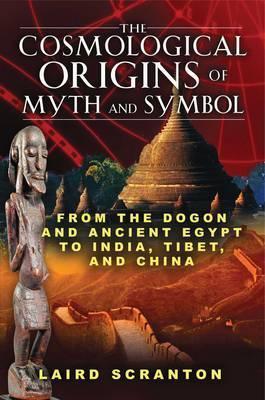 THE
COSMOLOGICAL
ORIGINS OF
MYTH AND SYMBOL
FROM THE DOGON
AND ANCIENT EGYPT
TO INDIA, TIBET,
AND CHINA
LAIRD SCRANTON